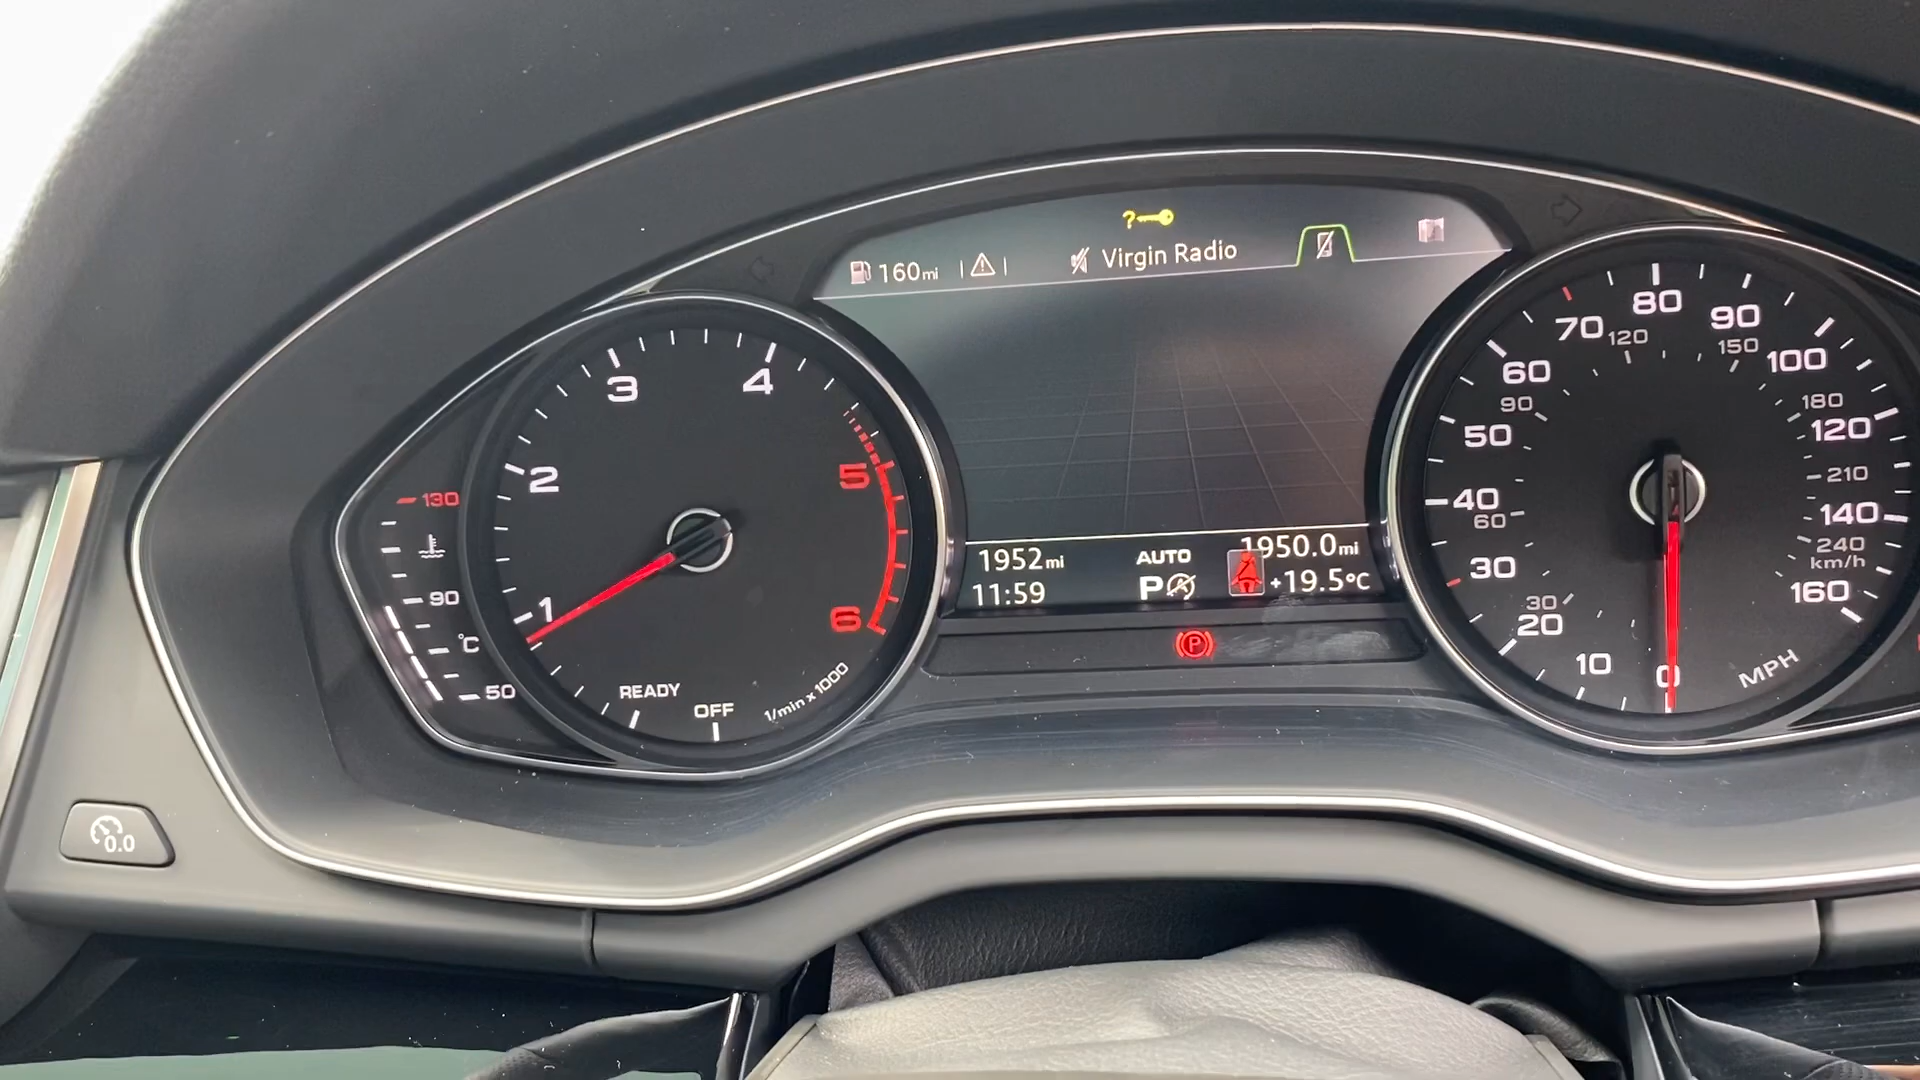 ?
160mi
Virgin Radio
1
2
3
4
5
6
READY
OFF
1/min x 1000
130
90
°C
50
1952mi
11:59
AUTO
P
1950.0mi
+19.5°C
P
0
10
20
30
40
50
60
70
80
90
100
120
140
160
30
60
90
120
150
180
210
240
km/h
MPH
0.0